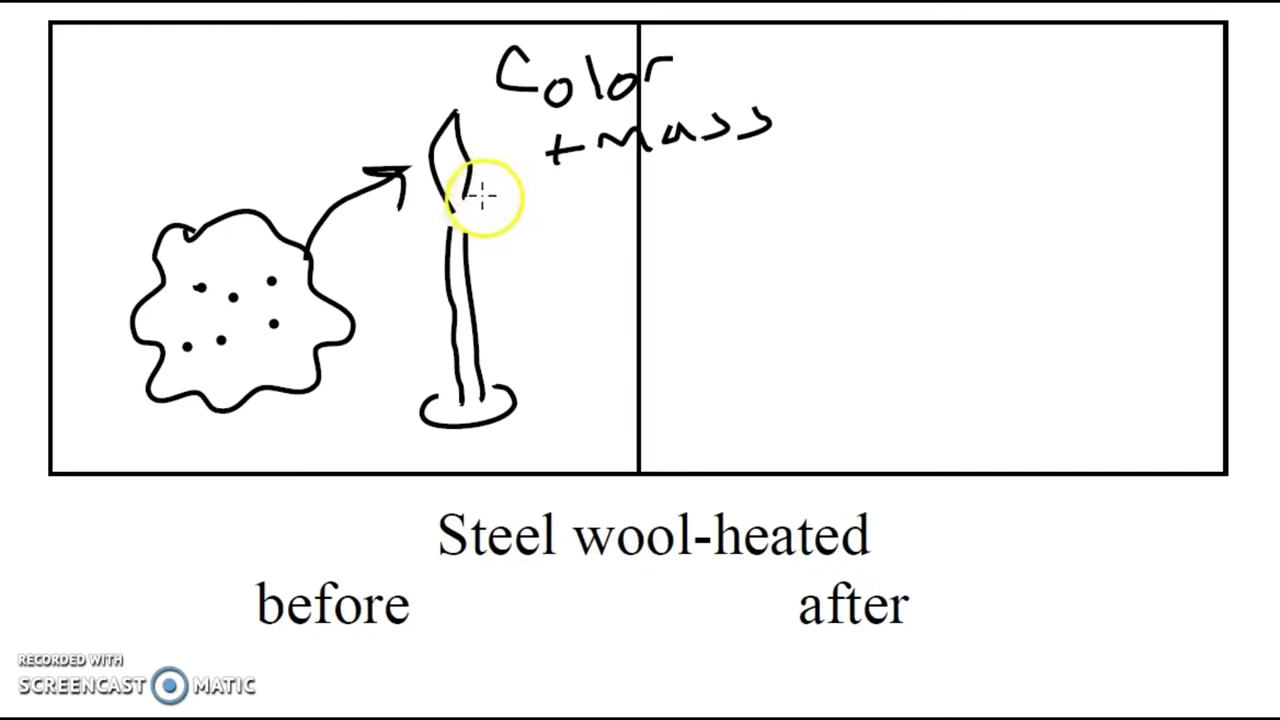 Color
+ Mass
Steel wool-heated
before after
RECORDED WITH
SCREENCAST MATIC